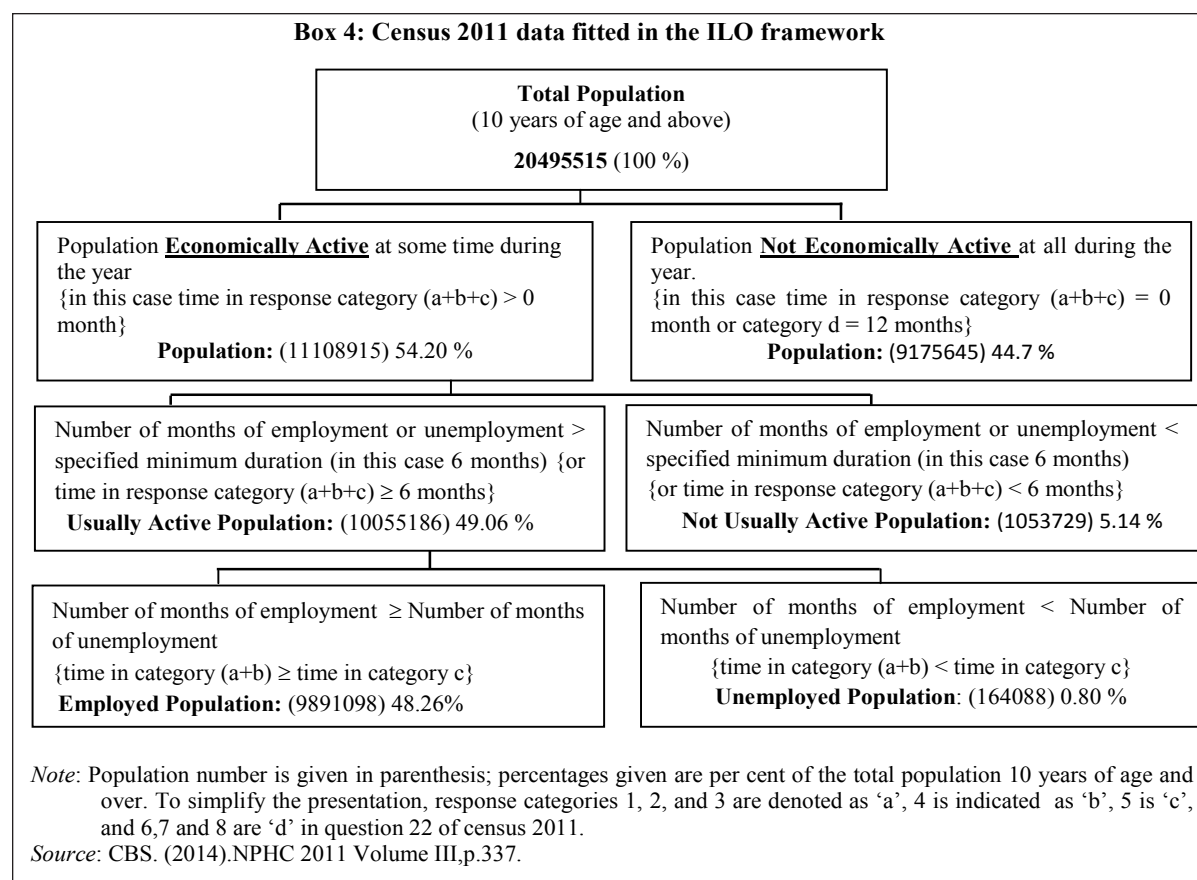 Box 4: Census 2011 data fitted in the ILO framework
Total Population
(10 years of age and above)
20495515 (100 %)
Population Economically Active at some time during
the year
{in this case time in response category (a+b+c) > 0
month}
Population: (11108915) 54.20 %
Population Not Economically Active at all during the
year.
{in this case time in response category (a+b+c) = 0
month or category d = 12 months}
Population: (9175645) 44.7 %
Number of months of employment or unemployment >
specified minimum duration (in this case 6 months) {or
time in response category (a+b+c) ≥ 6 months}
Usually Active Population: (10055186) 49.06 %
Number of months of employment or unemployment <
specified minimum duration (in this case 6 months)
{or time in response category (a+b+c) < 6 months}
Not Usually Active Population: (1053729) 5.14 %
Number of months of employment ≥ Number of months
of unemployment
{time in category (a+b) ≥ time in category c}
Employed Population: (9891098) 48.26%
Number of months of employment < Number of
months of unemployment
{time in category (a+b) < time in category c}
Unemployed Population: (164088) 0.80 %
Note: Population number is given in parenthesis; percentages given are per cent of the total population 10 years of age and
over. To simplify the presentation, response categories 1, 2, and 3 are denoted as ‘a’, 4 is indicated as ‘b’, 5 is ‘c’,
and 6,7 and 8 are ‘d’ in question 22 of census 2011.
Source: CBS. (2014).NPHC 2011 Volume III,p.337.